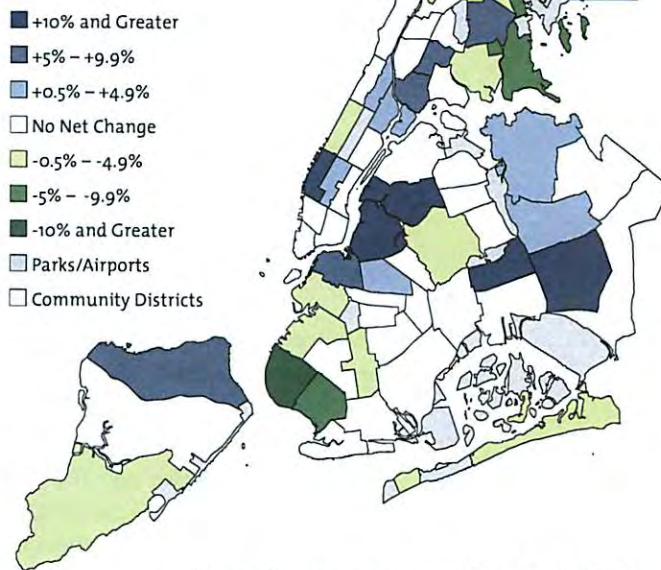 +10% and Greater
+5% – +9.9%
+0.5% – +4.9%
No Net Change
-0.5% – -4.9%
-5% – -9.9%
-10% and Greater
Parks/Airports
Community Districts